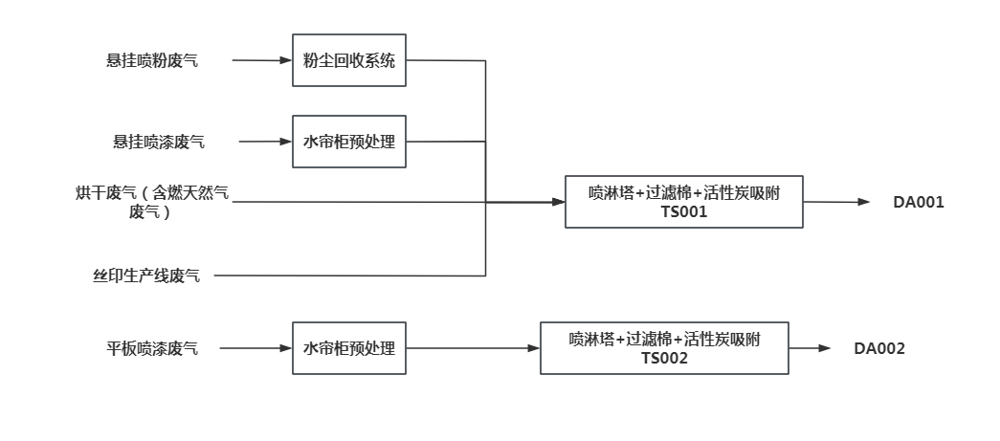 悬挂喷粉废气
粉尘回收系统
悬挂喷漆废气
水帘柜预处理
烘干废气（含燃天然气
废气）
喷淋塔+过滤棉+活性炭吸附
TS001
DA001
丝印生产线废气
平板喷漆废气
水帘柜预处理
喷淋塔+过滤棉+活性炭吸附
TS002
DA002